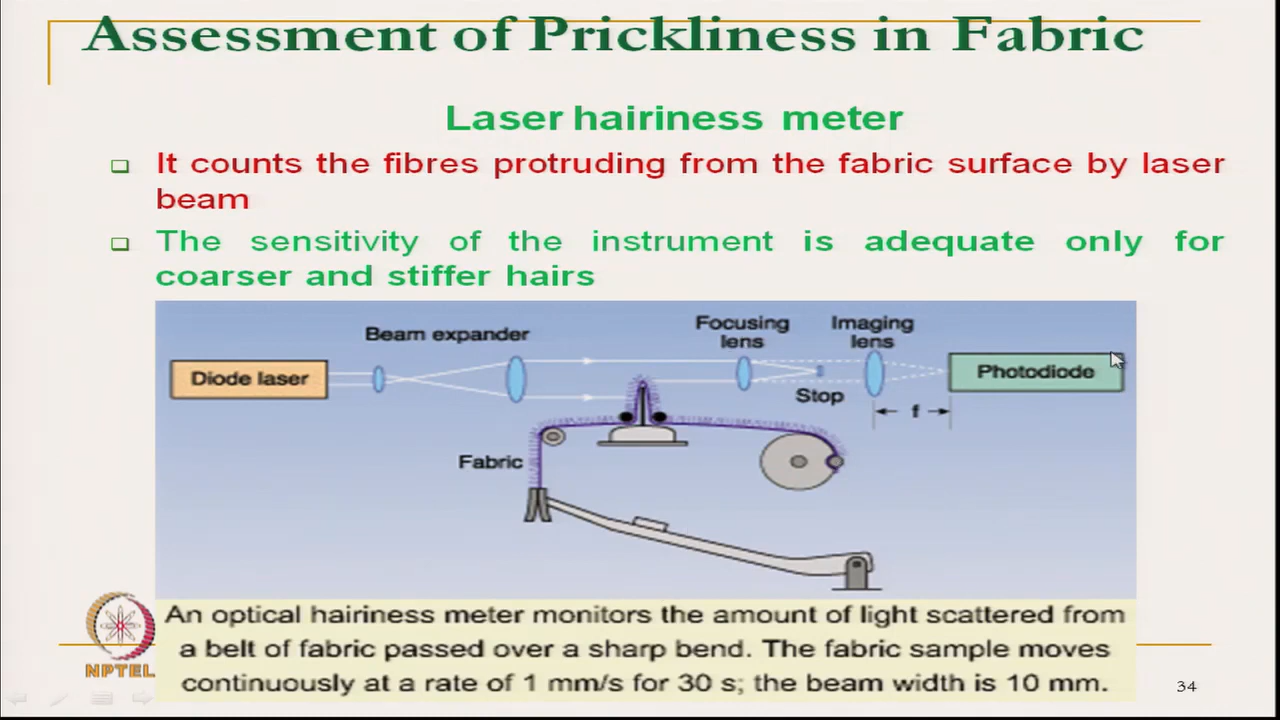 Assessment of Prickliness in Fabric
Laser hairiness meter
It counts the fibres protruding from the fabric surface by laser
beam
The sensitivity of the instrument is adequate only for
coarser and stiffer hairs
Beam expander
Focusing
lens
Imaging
lens
Diode laser
Photodiode
Stop
f
Fabric
An optical hairiness meter monitors the amount of light scattered from
a belt of fabric passed over a sharp bend. The fabric sample moves
continuously at a rate of 1 mm/s for 30 s; the beam width is 10 mm.
NPTEL
34